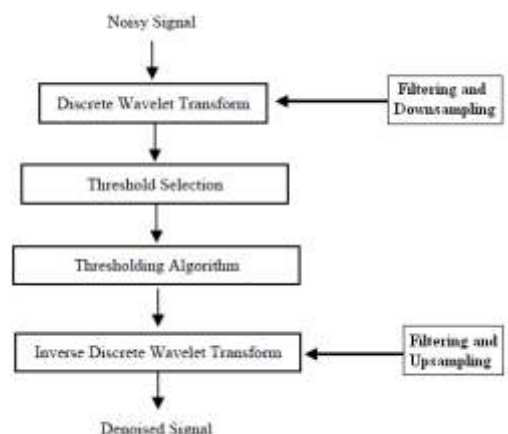 Noisy Signal
Discrete Wavelet Transform
Filtering and
Downsampling
Threshold Selection
Thresholding Algorithm
Inverse Discrete Wavelet Transform
Filtering and
Upsampling
Denoised Signal